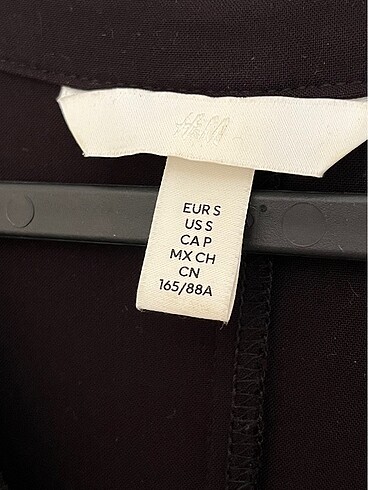 H&M
EUR S
US S
CA P
MX CH
CN
165/88A